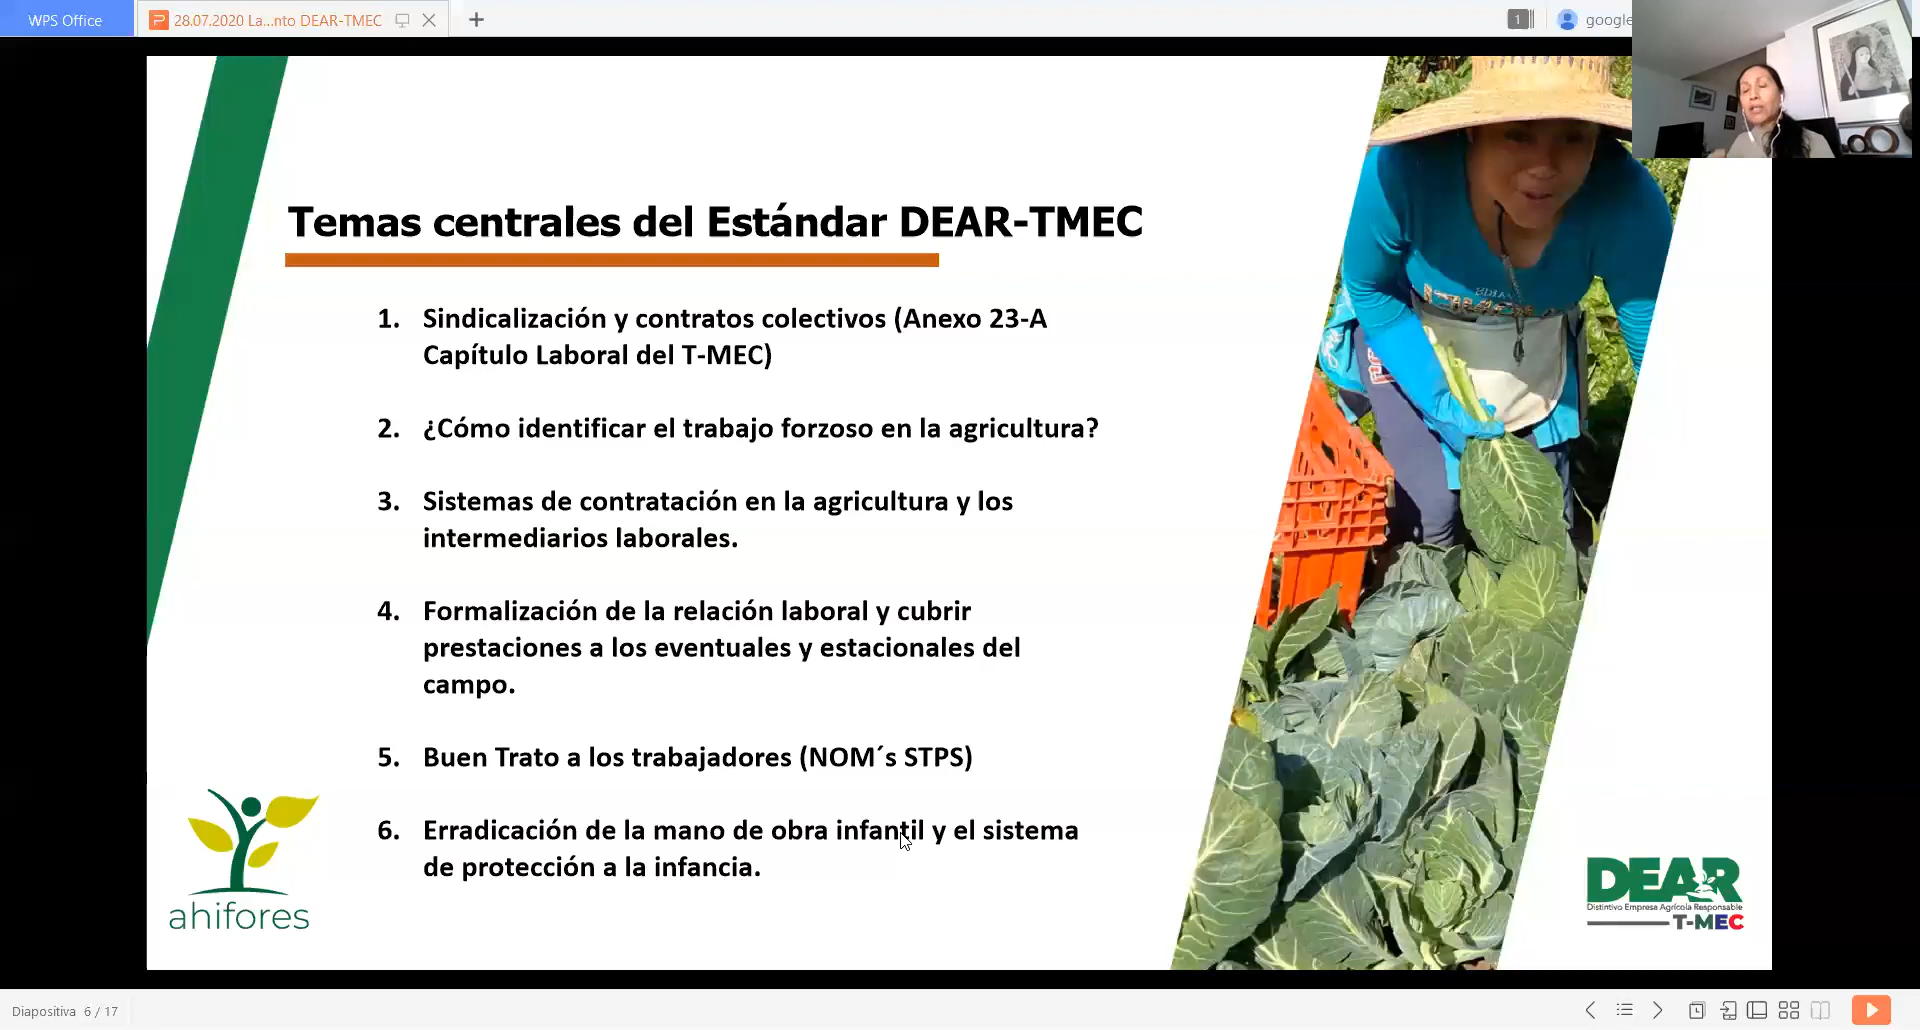 WPS Office
28.07.2020 La...nto DEAR-TMEC
1
google
Temas centrales del Estándar DEAR-TMEC
1. Sindicalización y contratos colectivos (Anexo 23-A
Capítulo Laboral del T-MEC)
2. ¿Cómo identificar el trabajo forzoso en la agricultura?
3. Sistemas de contratación en la agricultura y los
intermediarios laborales.
4. Formalización de la relación laboral y cubrir
prestaciones a los eventuales y estacionales del
campo.
5. Buen Trato a los trabajadores (NOM´s STPS)
6. Erradicación de la mano de obra infantil y el sistema
de protección a la infancia.
ahifores
DEAR
Distintivo Empresa Agrícola Responsable
T-MEC
Diapositiva 6 / 17